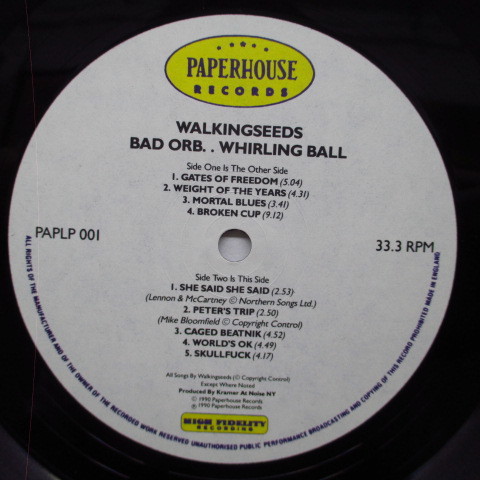 PAPERHOUSE
RECORDS
WALKINGSEEDS
BAD ORB. . WHIRLING BALL
Side One Is The Other Side
1. GATES OF FREEDOM (5.04)
2. WEIGHT OF THE YEARS (4.31)
3. MORTAL BLUES (3.41)
4. BROKEN CUP (9.12)
PAPLP 001
33.3 RPM
Side Two Is This Side
1. SHE SAID SHE SAID (2.53)
(Lennon & McCartney © Northern Songs Ltd.)
2. PETER'S TRIP (2.50)
(Mike Bloomfield © Copyright Control)
3. CAGED BEATNIK (4.52)
4. WORLD'S OK (4.49)
5. SKULLFUCK (4.17)
All Songs By Walkingseeds (© Copyright Control)
Except Where Noted
Produced By Kramer At Noise NY
© 1990 Paperhouse Records
℗ 1990 Paperhouse Records
HIGH FIDELITY
RECORDING
ALL RIGHTS OF THE MANUFACTURER AND OF THE OWNER OF THE RECORDED WORK RESERVED UNAUTHORISED PUBLIC PERFORMANCE BROADCASTING AND COPYING OF THIS RECORD PROHIBITED MADE IN ENGLAND